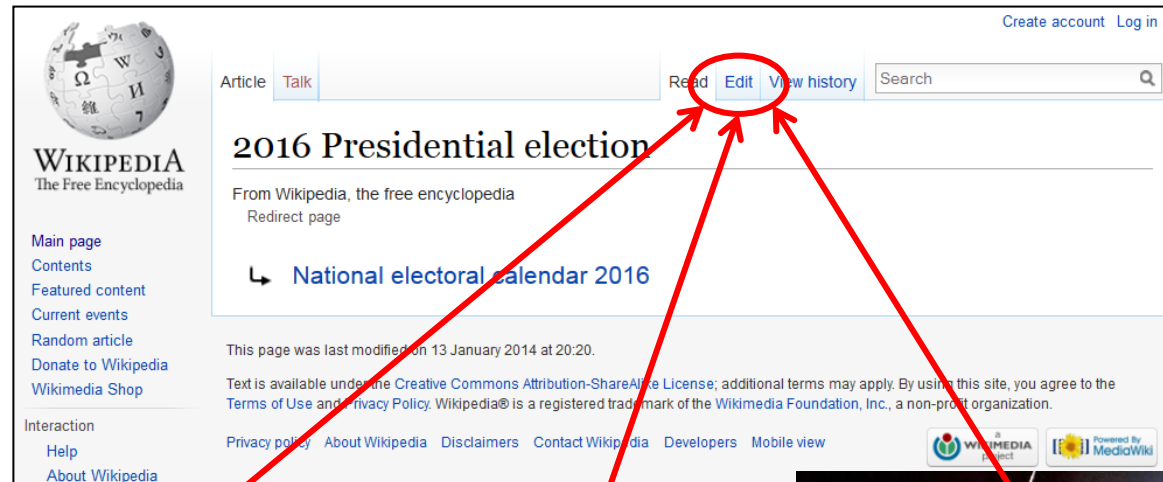 Create account Log in
Article Talk Read Edit View history Search
WIKIPEDIA
The Free Encyclopedia
2016 Presidential election
From Wikipedia, the free encyclopedia
Redirect page
National electoral calendar 2016
Main page
Contents
Featured content
Current events
Random article
Donate to Wikipedia
Wikimedia Shop
Interaction
Help
About Wikipedia
This page was last modified on 13 January 2014 at 20:20.
Text is available under the Creative Commons Attribution-ShareAlike License; additional terms may apply. By using this site, you agree to the
Terms of Use and Privacy Policy. Wikipedia® is a registered trademark of the Wikimedia Foundation, Inc., a non-profit organization.
Privacy policy About Wikipedia Disclaimers Contact Wikipedia Developers Mobile view
a
WIKIMEDIA
project
Powered By
MediaWiki